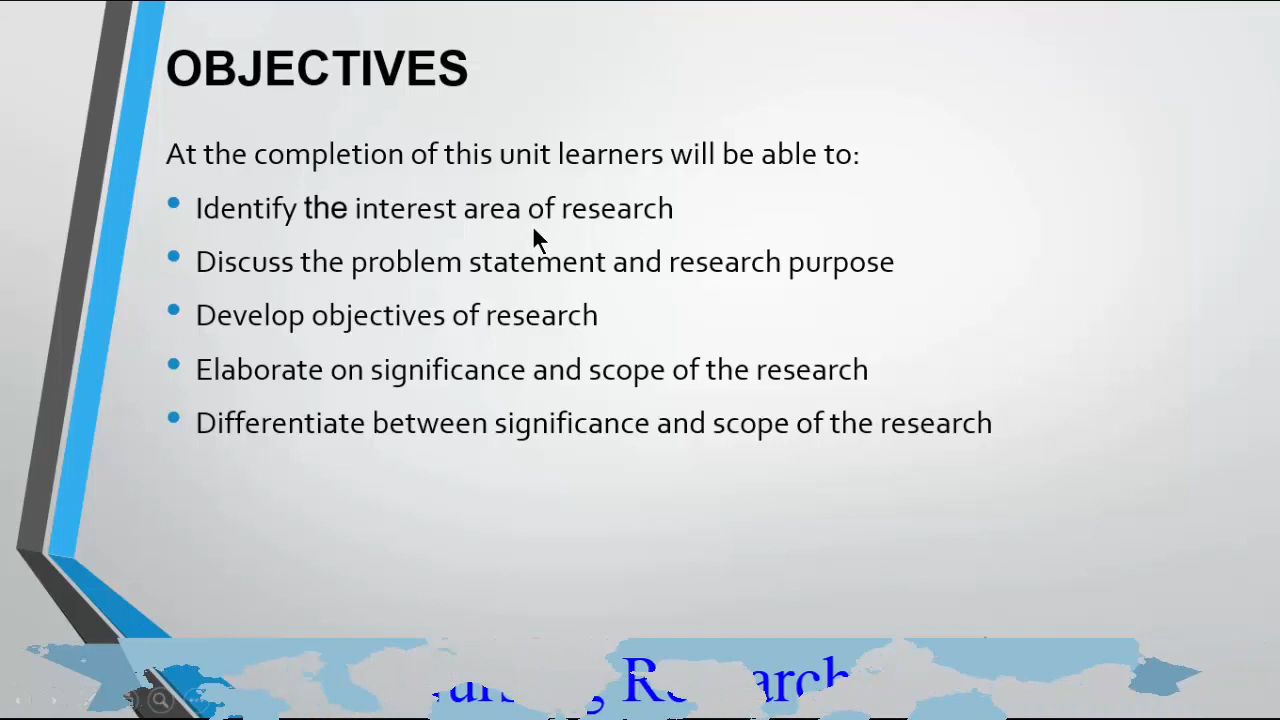 OBJECTIVES
At the completion of this unit learners will be able to:
Identify the interest area of research
Discuss the problem statement and research purpose
Develop objectives of research
Elaborate on significance and scope of the research
Differentiate between significance and scope of the research
Research